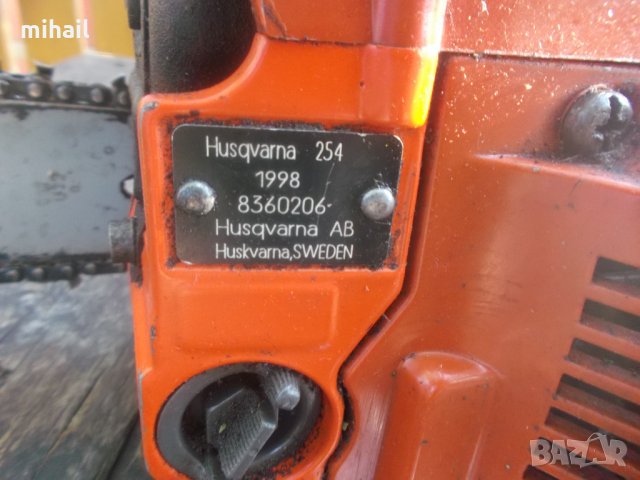 mihail
Husqvarna 254
1998
8360206-
Husqvarna AB
Huskvarna,SWEDEN
BAZAR